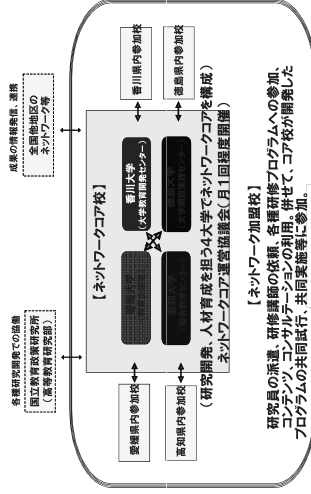 各種研究開発での協働
成果の情報発信、連携
国立教育政策研究所
(高等教育研究部)
全国他地区の
ネットワーク等
【ネットワークコア校】
愛媛県内参加校
香川大学
(大学教育開発センター)
香川県内参加校
高知県内参加校
徳島県内参加校
(研究開発、人材育成を担う4大学でネットワークコアを構成)
ネットワークコア運営協議会(月1回程度開催)
【ネットワーク加盟校】
研究員の派遣、研修講師の依頼、各種研修プログラムへの参加、
コンテンツ、コンサルテーションの利用。併せて、コア校が開発した
プログラムの共同試行、共同実施等に参加。